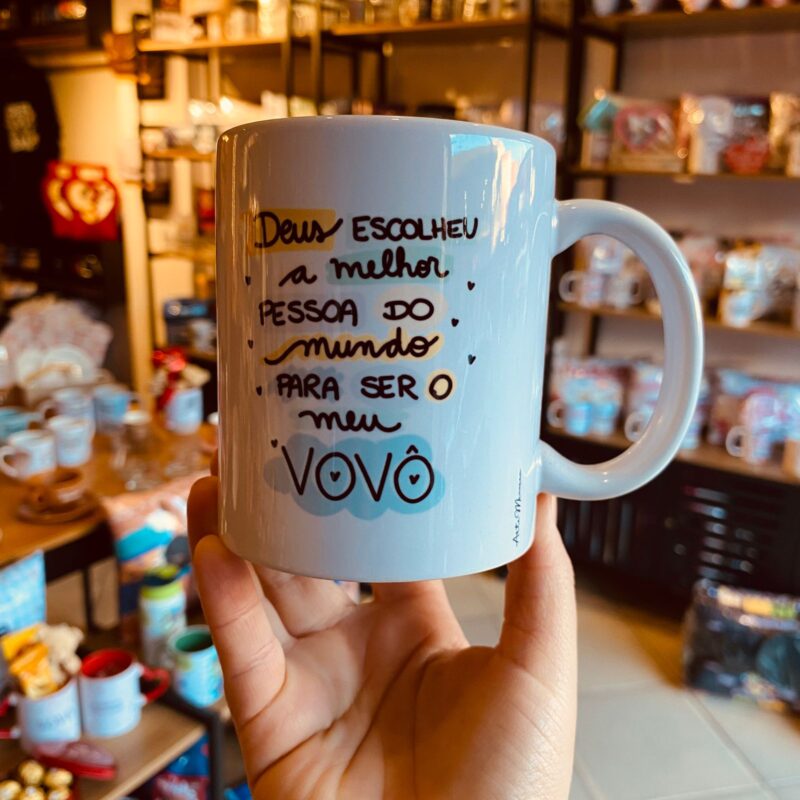 Deus ESCOLHEU
a melhor
PESSOA DO
mundo
PARA SER O
meu
VOVÔ